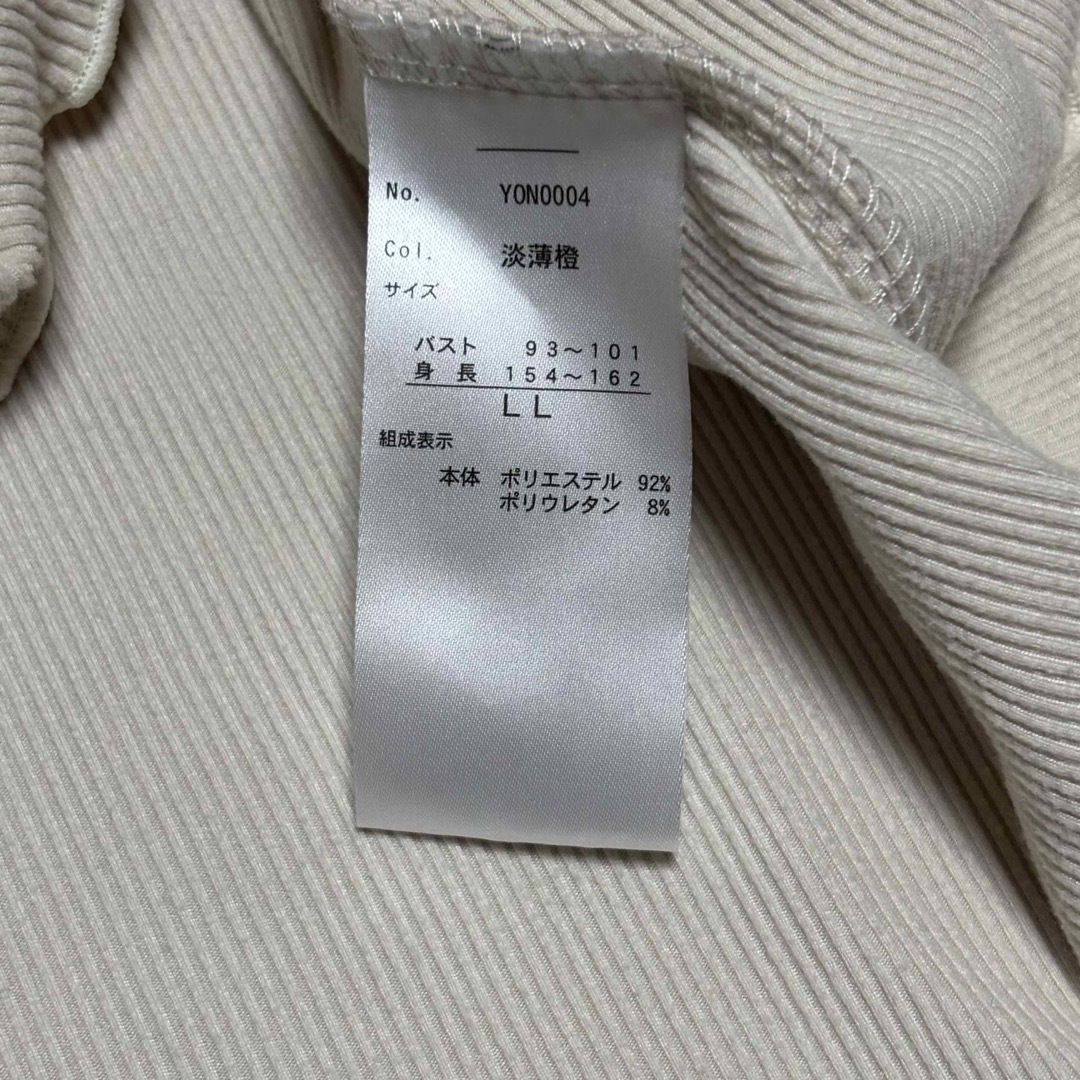 No. YON0004
Col. 淡薄橙
サイズ
バスト 93～101
身長 154～162
LL
組成表示
本体 ポリエステル 92%
ポリウレタン 8%